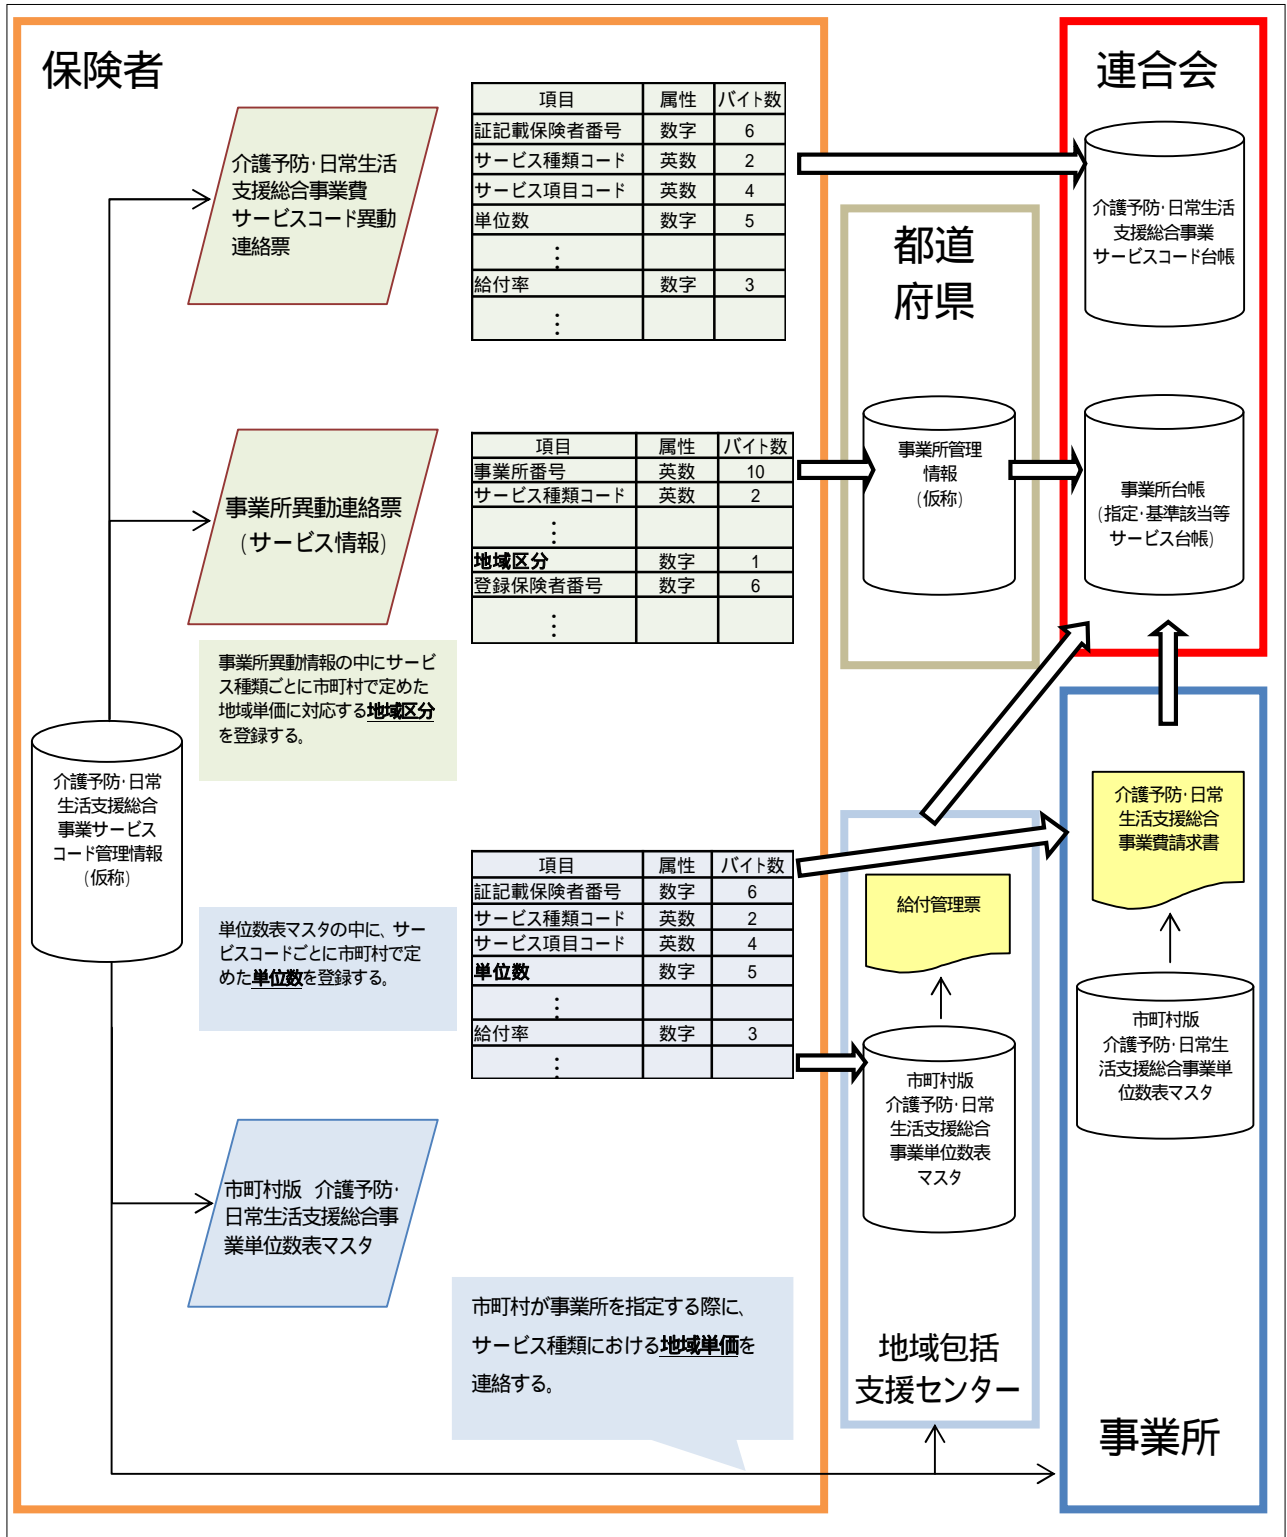 保険者
介護予防･日常生活
支援総合事業費
サービスコード異動
連絡票
項目 属性 バイト数
証記載保険者番号 数字 6
サービス種類コード 英数 2
サービス項目コード 英数 4
単位数 数字 5
⋮
給付率 数字 3
⋮
連合会
介護予防･日常生活
支援総合事業
サービスコード台帳
都道
府県
事業所異動連絡票
(サービス情報)
項目 属性 バイト数
事業所番号 英数 10
サービス種類コード 英数 2
⋮
地域区分 数字 1
登録保険者番号 数字 6
⋮
事業所管理
情報
(仮称)
事業所台帳
(指定･基準該当等
サービス台帳)
事業所異動情報の中にサービ
ス種類ごとに市町村で定めた
地域単価に対応する地域区分
を登録する。
介護予防･日常
生活支援総合
事業サービス
コード管理情報
(仮称)
単位数表マスタの中に、サー
ビスコードごとに市町村で定
めた単位数を登録する。
項目 属性 バイト数
証記載保険者番号 数字 6
サービス種類コード 英数 2
サービス項目コード 英数 4
単位数 数字 5
⋮
給付率 数字 3
⋮
給付管理票
市町村版
介護予防･日常
生活支援総合
事業単位数表
マスタ
介護予防･日常
生活支援総合
事業費請求書
市町村版
介護予防･日常生
活支援総合事業単
位数表マスタ
市町村版 介護予防･
日常生活支援総合事
業単位数表マスタ
市町村が事業所を指定する際に、
サービス種類における地域単価を
連絡する。
地域包括
支援センター
事業所